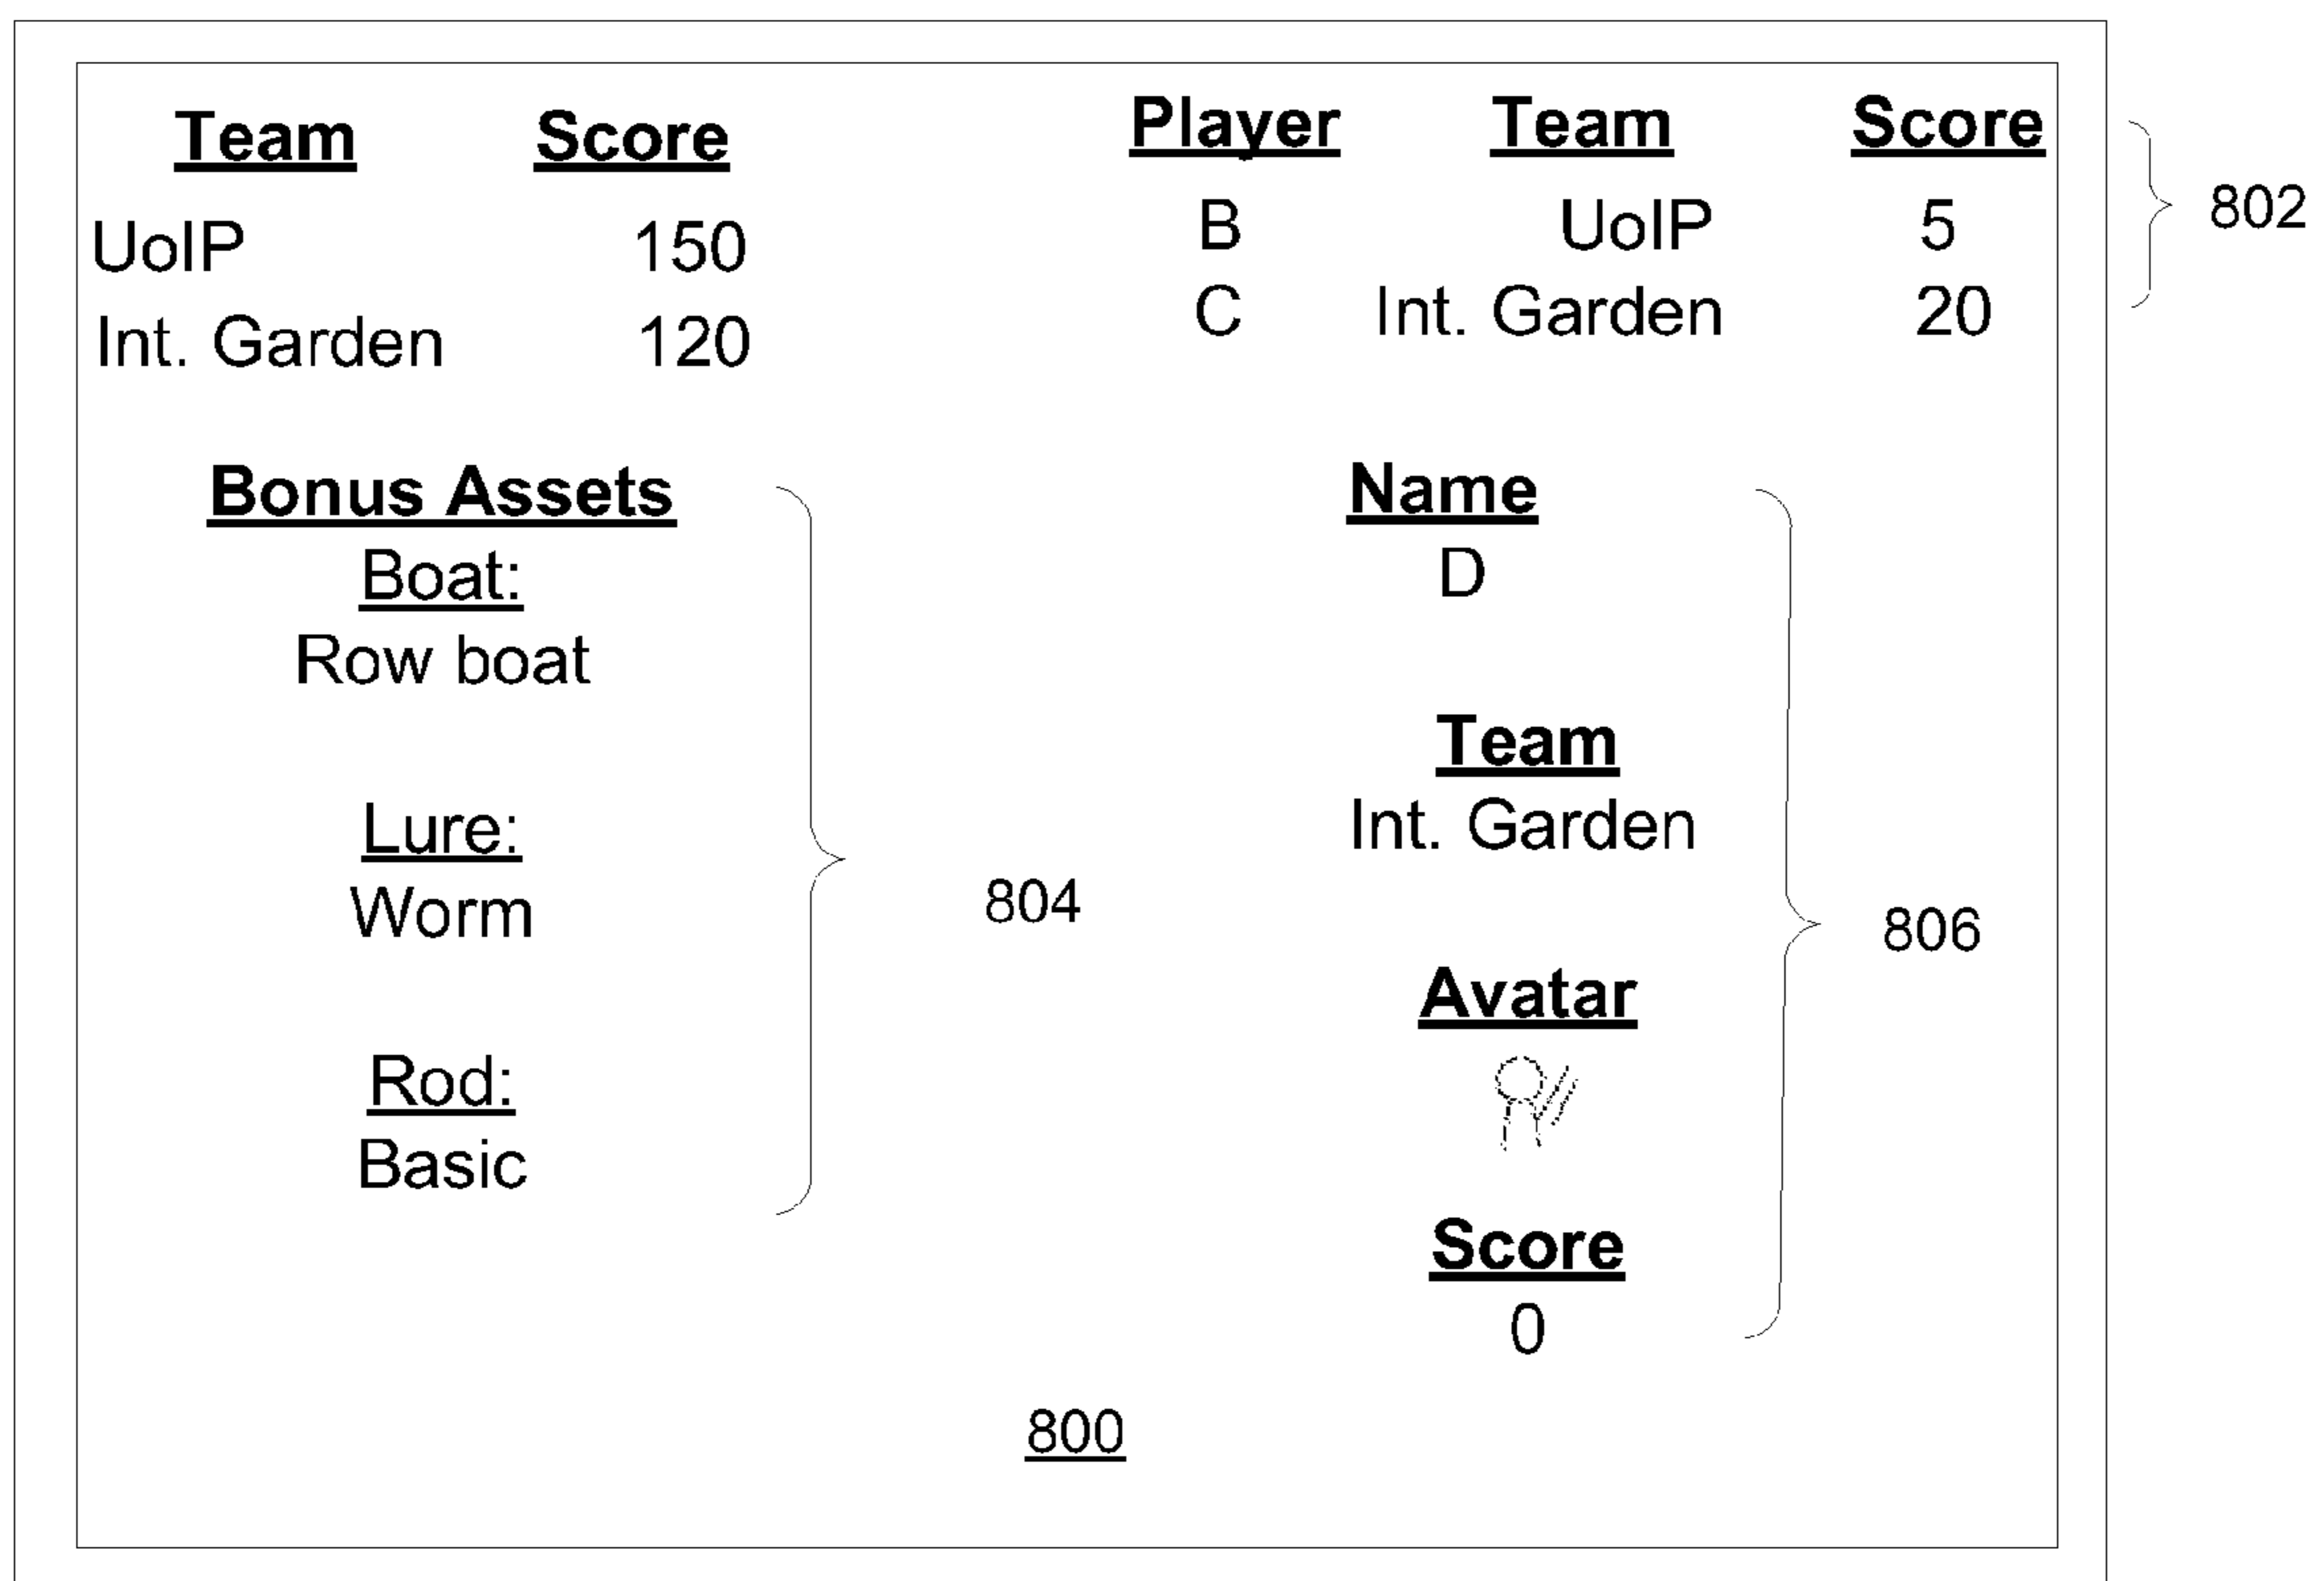 Team Score Player Team Score
UoIP 150 B UoIP 5 802
Int. Garden 120 C Int. Garden 20
Bonus Assets
Boat:
Row boat
Lure:
Worm
Rod:
Basic
804
Name
D
Team
Int. Garden
Avatar
Score
0
806
800